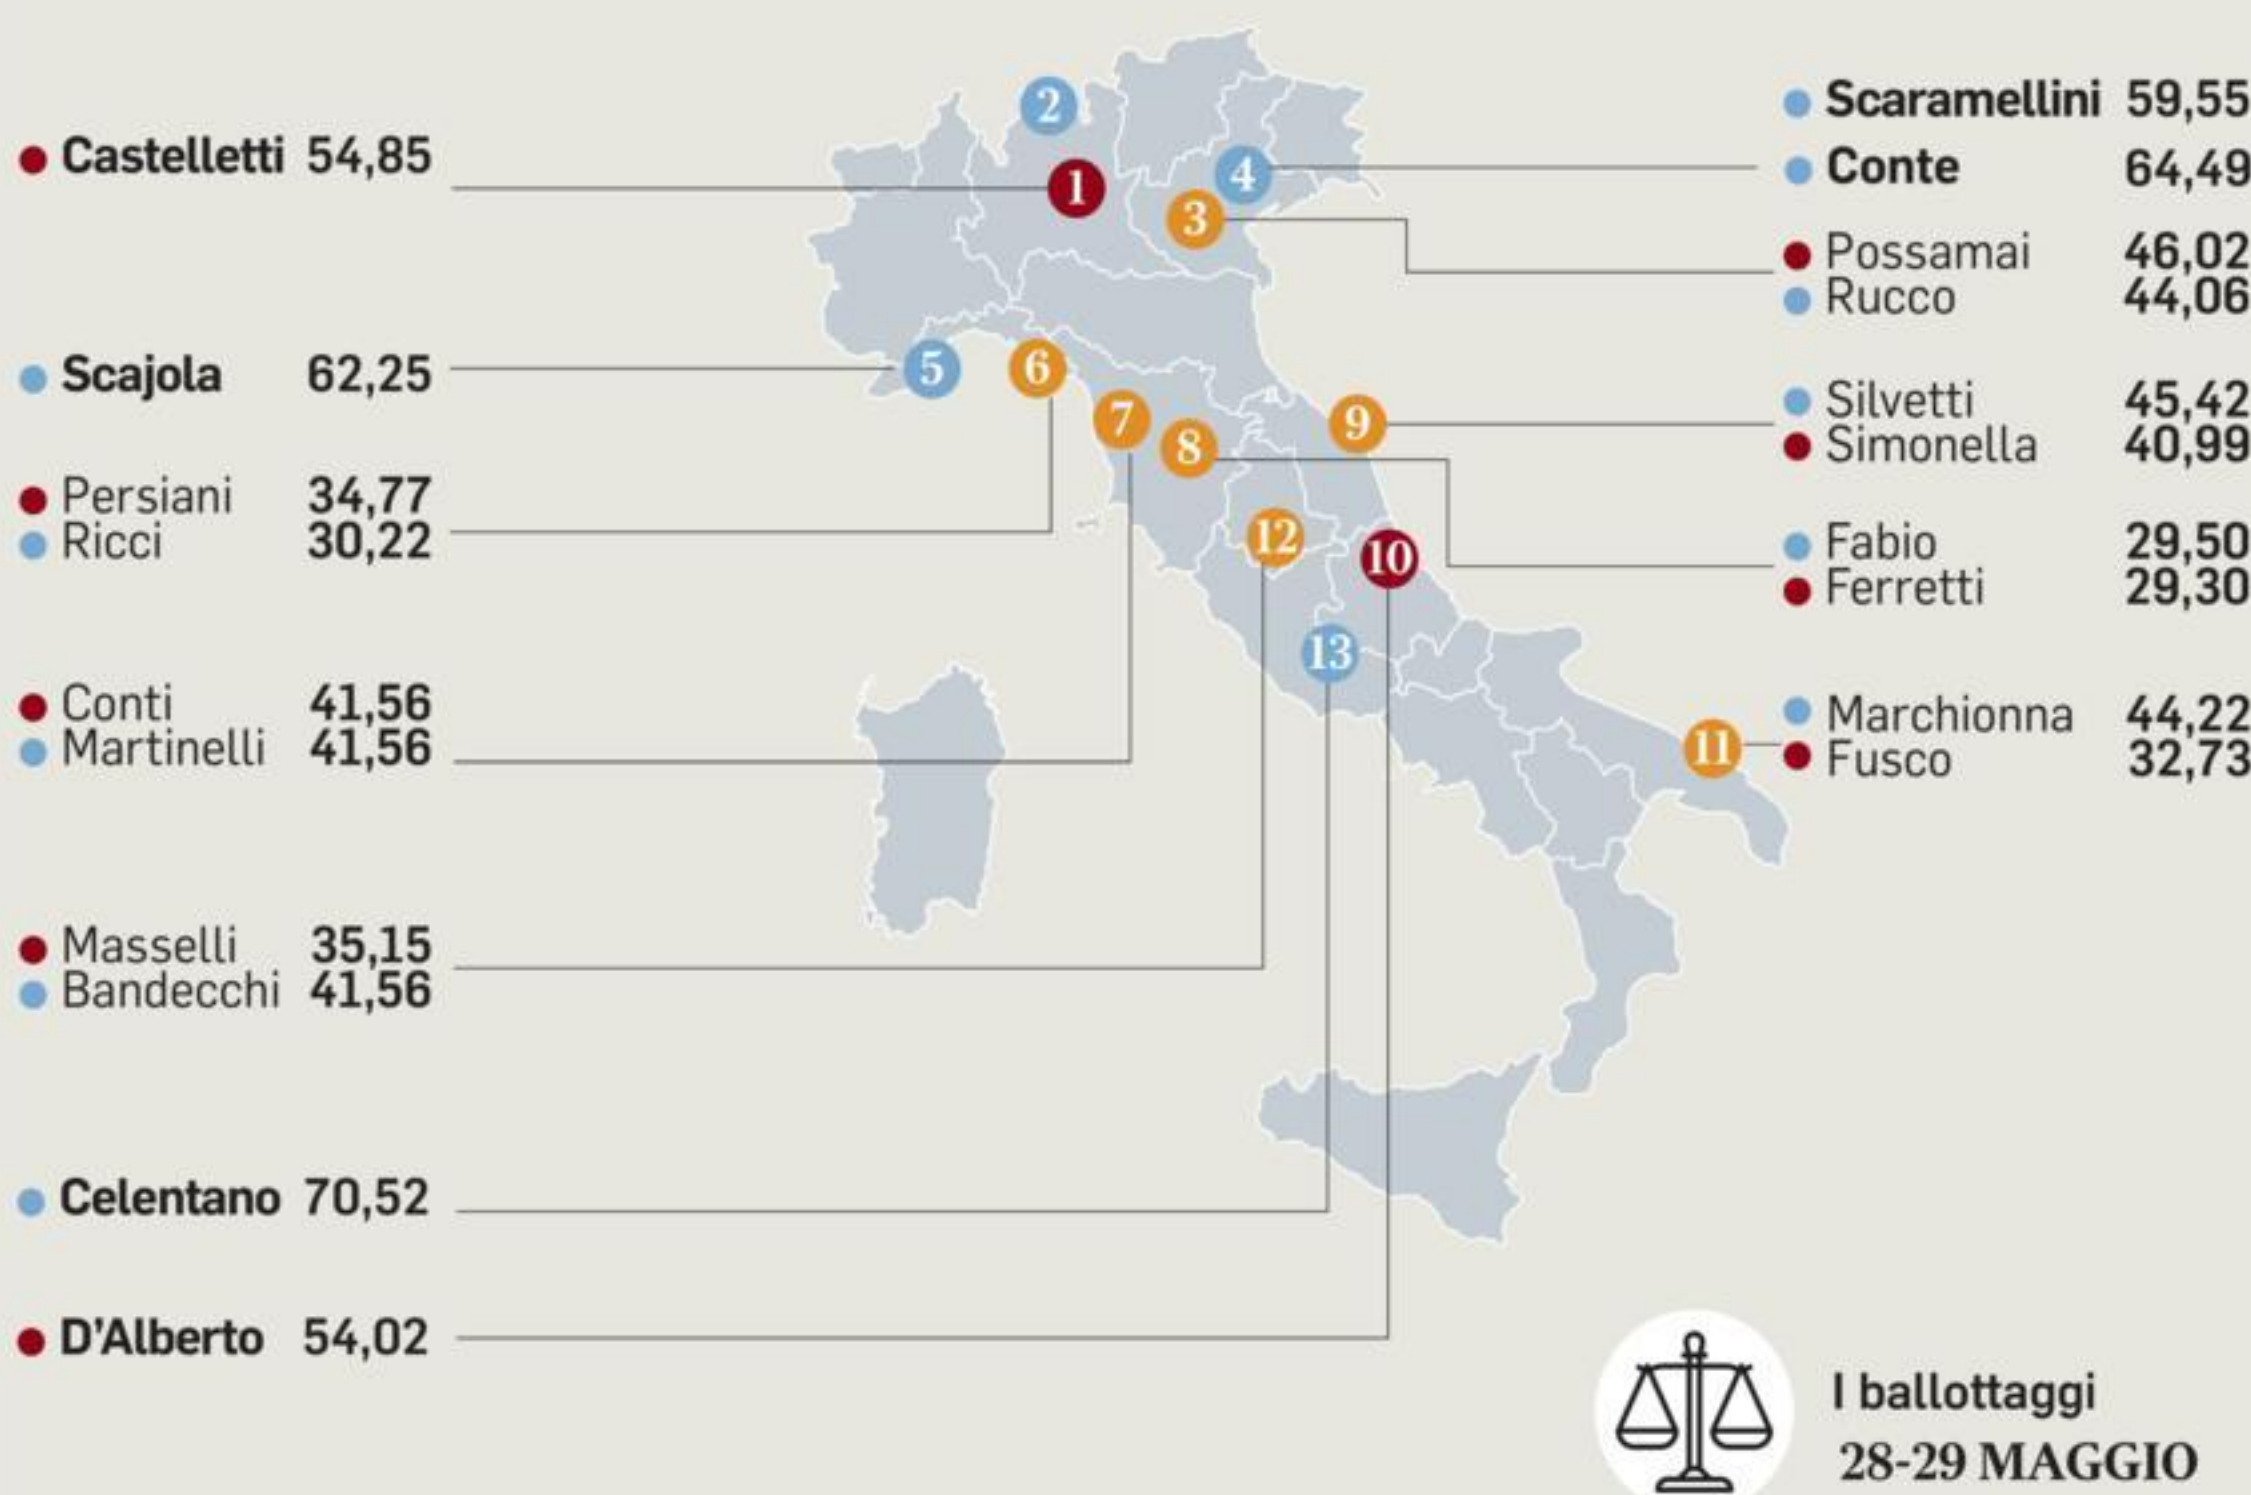 Castelletti 54,85
Scajola 62,25
Persiani 34,77
Ricci 30,22
Conti 41,56
Martinelli 41,56
Masselli 35,15
Bandecchi 41,56
Celentano 70,52
D'Alberto 54,02
2
1
4
3
5
6
7
8
9
12
10
13
11
Scaramellini 59,55
Conte 64,49
Possamai 46,02
Rucco 44,06
Silvetti 45,42
Simonella 40,99
Fabio 29,50
Ferretti 29,30
Marchionna 44,22
Fusco 32,73
I ballottaggi
28-29 MAGGIO